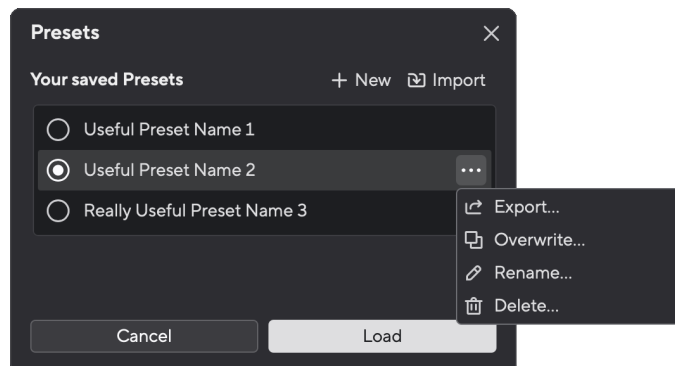 Presets
Your saved Presets New Import
Useful Preset Name 1
Useful Preset Name 2
Really Useful Preset Name 3
Export...
Overwrite...
Rename...
Delete...
Cancel Load